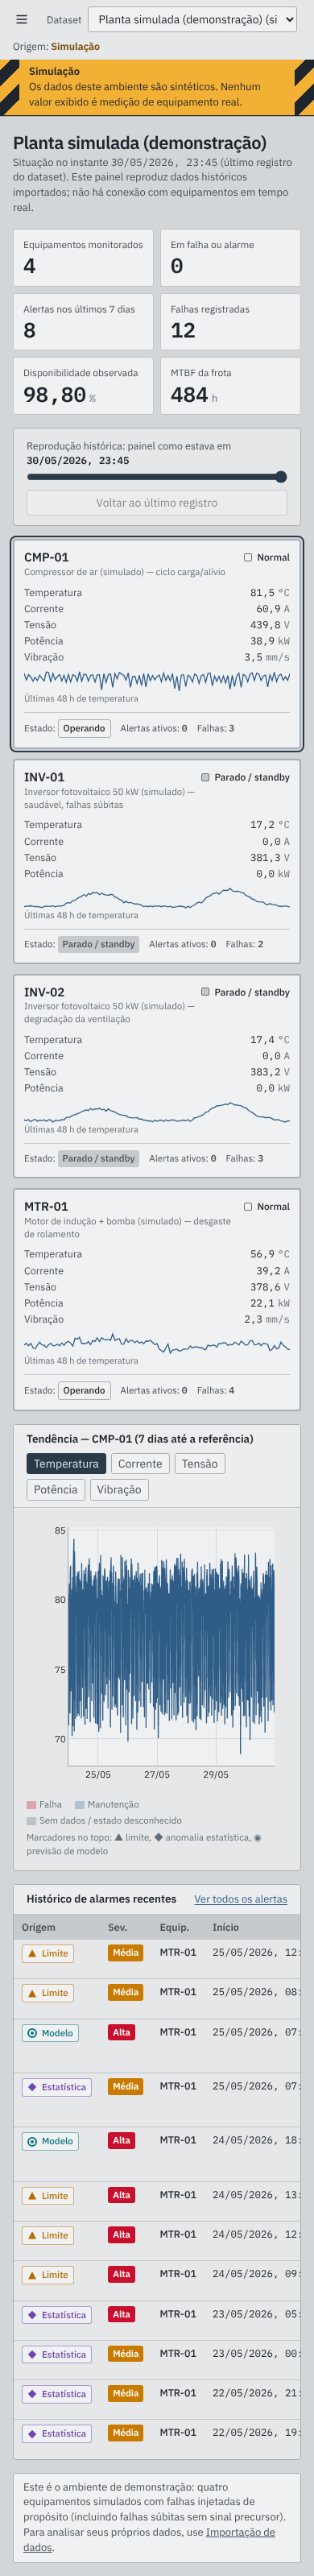 Dataset Planta simulada (demonstração) (si
Origem: Simulação
Simulação
Os dados deste ambiente são sintéticos. Nenhum
valor exibido é medição de equipamento real.
Planta simulada (demonstração)
Situação no instante 30/05/2026, 23:45 (último registro
do dataset). Este painel reproduz dados históricos
importados; não há conexão com equipamentos em tempo
real.
Equipamentos monitorados
4
Em falha ou alarme
0
Alertas nos últimos 7 dias
8
Falhas registradas
12
Disponibilidade observada
98,80 %
MTBF da frota
484 h
Reprodução histórica: painel como estava em
30/05/2026, 23:45
Voltar ao último registro
CMP-01 Normal
Compressor de ar (simulado) — ciclo carga/alívio
Temperatura 81,5 °C
Corrente 60,9 A
Tensão 439,8 V
Potência 38,9 kW
Vibração 3,5 mm/s
Últimas 48 h de temperatura
Estado: Operando Alertas ativos: 0 Falhas: 3
INV-01 Parado / standby
Inversor fotovoltaico 50 kW (simulado) —
saudável, falhas súbitas
Temperatura 17,2 °C
Corrente 0,0 A
Tensão 381,3 V
Potência 0,0 kW
Últimas 48 h de temperatura
Estado: Parado / standby Alertas ativos: 0 Falhas: 2
INV-02 Parado / standby
Inversor fotovoltaico 50 kW (simulado) —
degradação da ventilação
Temperatura 17,4 °C
Corrente 0,0 A
Tensão 383,2 V
Potência 0,0 kW
Últimas 48 h de temperatura
Estado: Parado / standby Alertas ativos: 0 Falhas: 3
MTR-01 Normal
Motor de indução + bomba (simulado) — desgaste
de rolamento
Temperatura 56,9 °C
Corrente 39,2 A
Tensão 378,6 V
Potência 22,1 kW
Vibração 2,3 mm/s
Últimas 48 h de temperatura
Estado: Operando Alertas ativos: 0 Falhas: 4
Tendência — CMP-01 (7 dias até a referência)
Temperatura Corrente Tensão
Potência Vibração
85
80
75
70
25/05 27/05 29/05
Falha Manutenção
Sem dados / estado desconhecido
Marcadores no topo: ▲ limite, ◆ anomalia estatística, ◉
previsão de modelo
Histórico de alarmes recentes Ver todos os alertas
Origem Sev. Equip. Início
▲ Limite Média MTR-01 25/05/2026, 12:
▲ Limite Média MTR-01 25/05/2026, 08:
◉ Modelo Alta MTR-01 25/05/2026, 07:
◆ Estatística Média MTR-01 25/05/2026, 07:
◉ Modelo Alta MTR-01 24/05/2026, 18:
▲ Limite Alta MTR-01 24/05/2026, 13:
▲ Limite Alta MTR-01 24/05/2026, 12:
▲ Limite Alta MTR-01 24/05/2026, 09:
◆ Estatística Alta MTR-01 23/05/2026, 05:
◆ Estatística Média MTR-01 23/05/2026, 00:
◆ Estatística Média MTR-01 22/05/2026, 21:
◆ Estatística Média MTR-01 22/05/2026, 19:
Este é o ambiente de demonstração: quatro
equipamentos simulados com falhas injetadas de
propósito (incluindo falhas súbitas sem sinal precursor).
Para analisar seus próprios dados, use Importação de
dados.